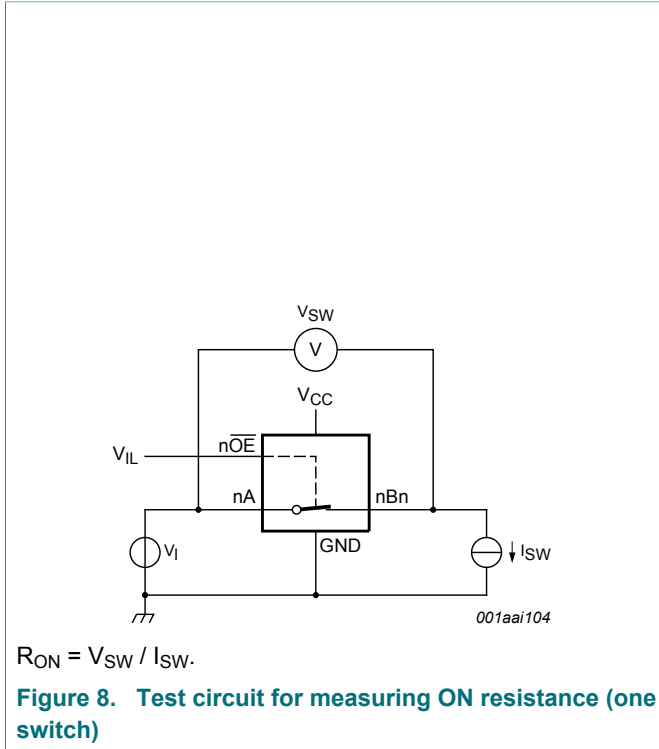 VSW
V
VCC
VIL
nOE
nA
nBn
GND
VI
ISW
001aai104
RON = VSW / ISW.
Figure 8. Test circuit for measuring ON resistance (one
switch)